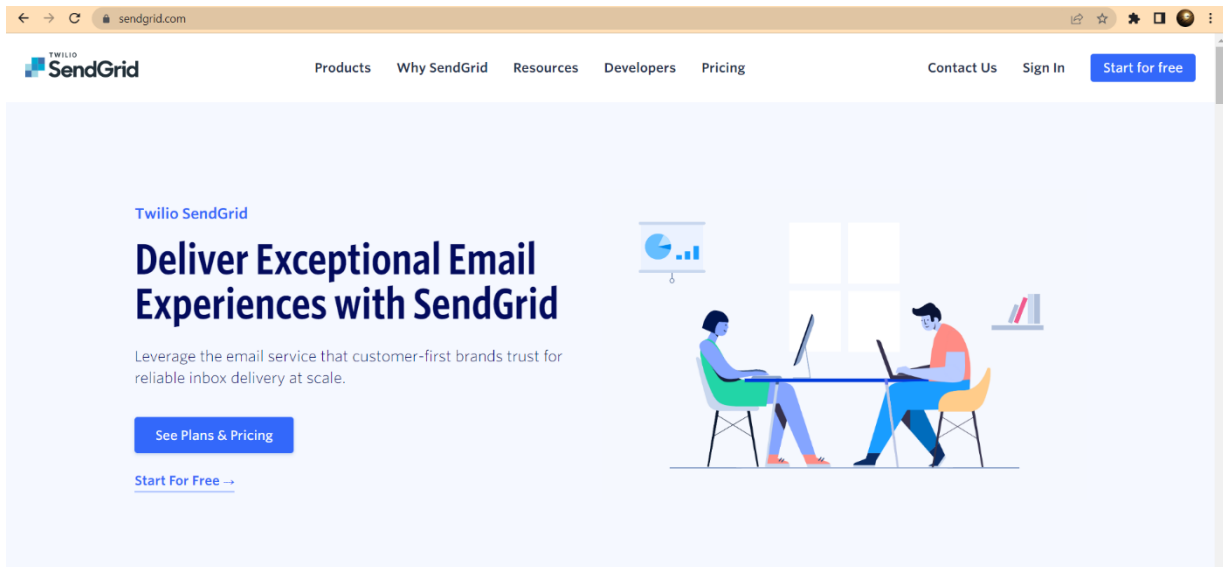 sendgrid.com
TWILIO
SendGrid
Products
Why SendGrid
Resources
Developers
Pricing
Contact Us
Sign In
Start for free
Twilio SendGrid
Deliver Exceptional Email
Experiences with SendGrid
Leverage the email service that customer-first brands trust for
reliable inbox delivery at scale.
See Plans & Pricing
Start For Free →